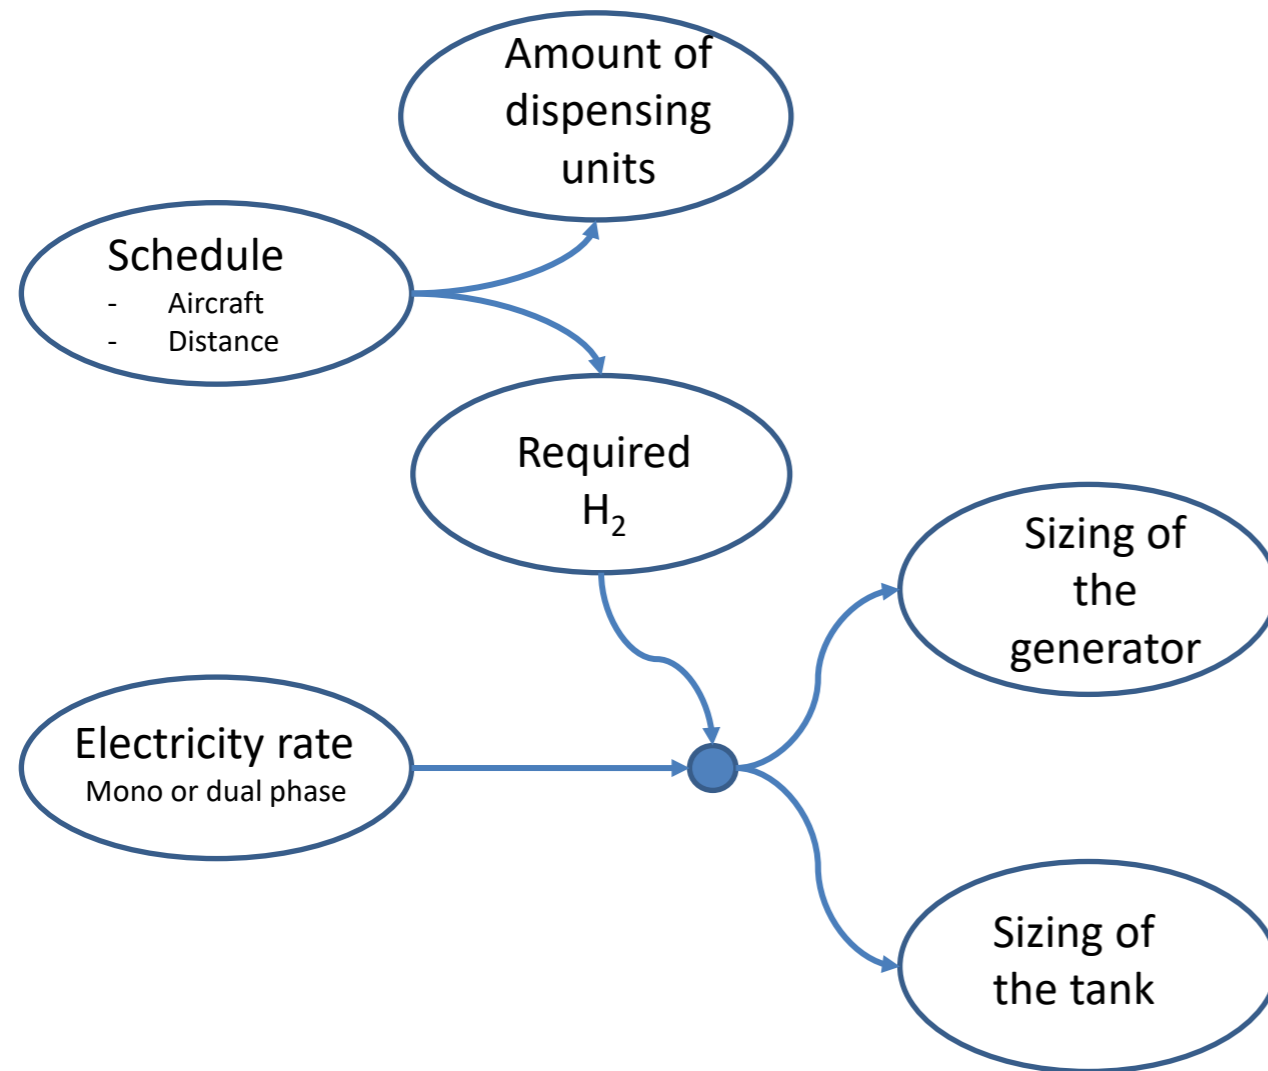 Amount of
dispensing
units
Schedule
- Aircraft
- Distance
Required
H₂
Sizing of
the
generator
Electricity rate
Mono or dual phase
Sizing of
the tank